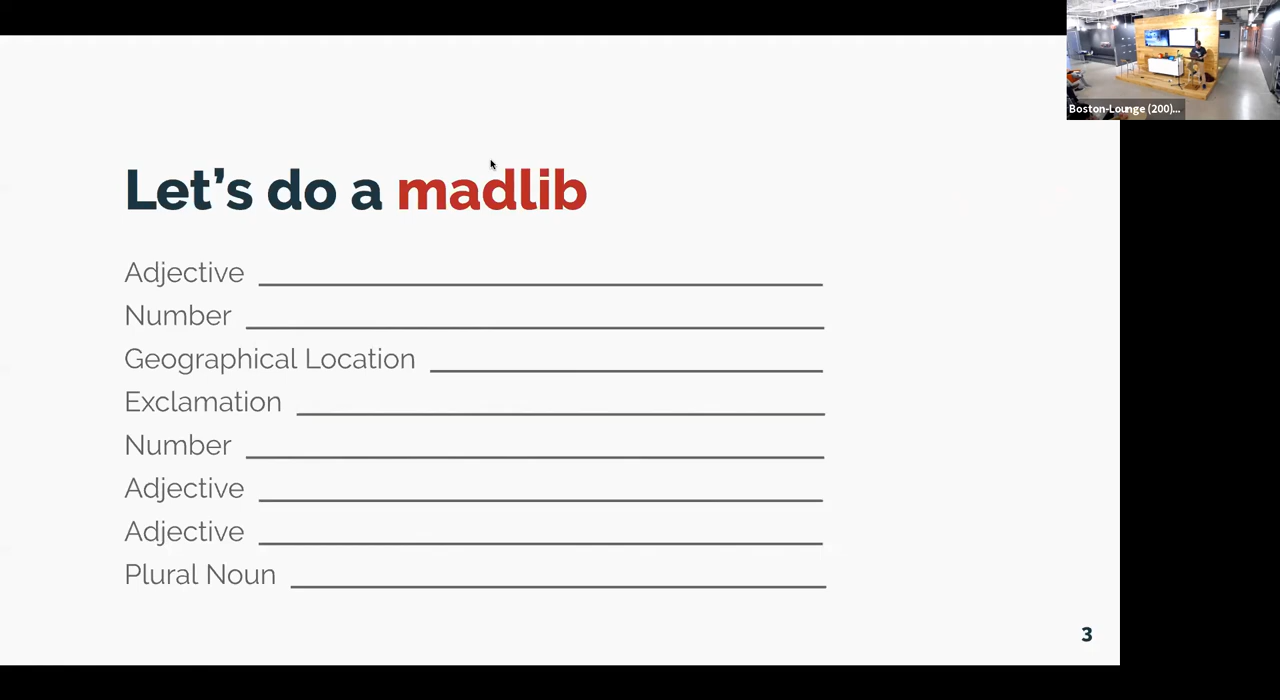 Boston-Lounge (200)...
Let's do a madlib
Adjective
Number
Geographical Location
Exclamation
Number
Adjective
Adjective
Plural Noun
3